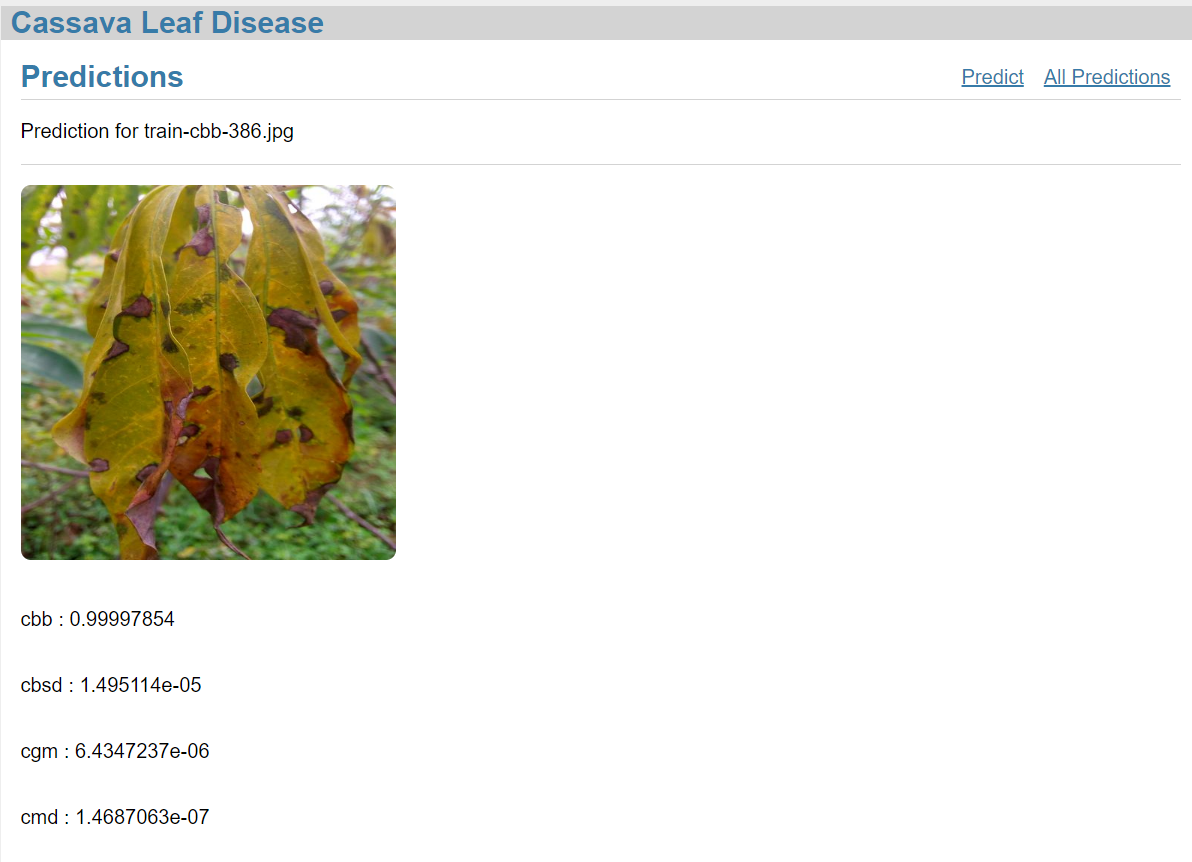 Cassava Leaf Disease
Predictions Predict All Predictions
Prediction for train-cbb-386.jpg
cbb : 0.99997854
cbsd : 1.495114e-05
cgm : 6.4347237e-06
cmd : 1.4687063e-07